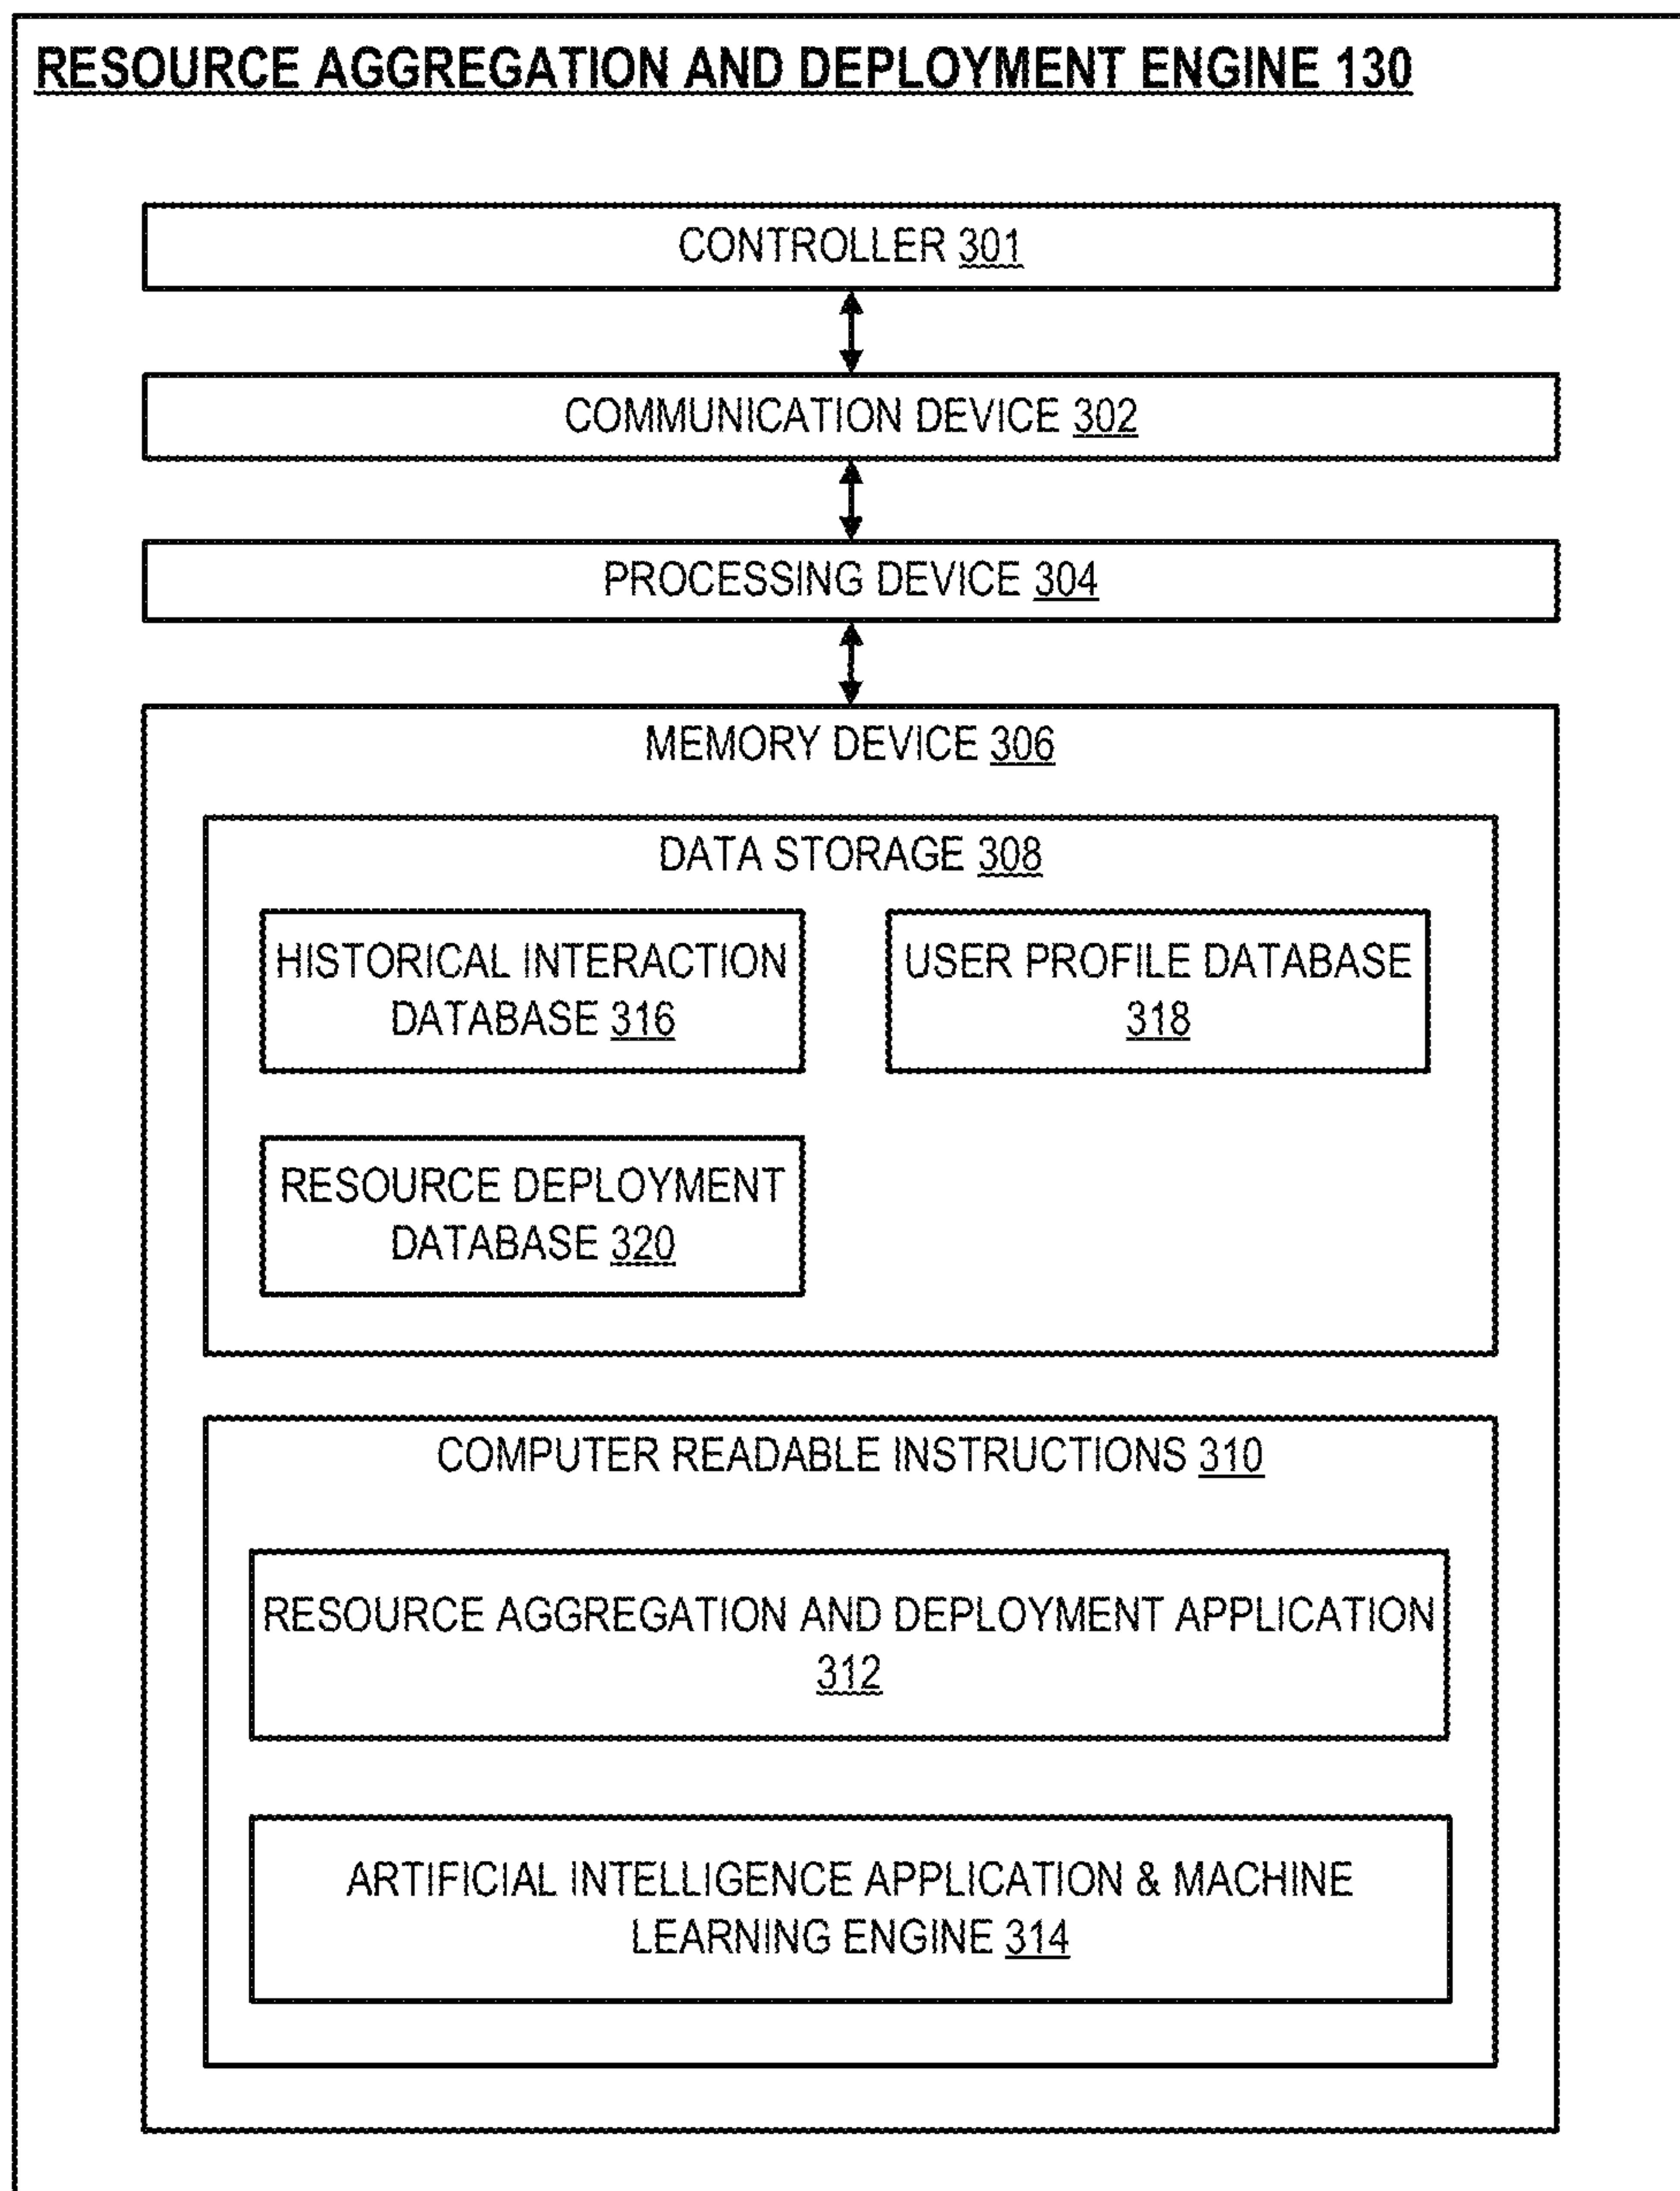 RESOURCE AGGREGATION AND DEPLOYMENT ENGINE 130
CONTROLLER 301
COMMUNICATION DEVICE 302
PROCESSING DEVICE 304
MEMORY DEVICE 306
DATA STORAGE 308
HISTORICAL INTERACTION
DATABASE 316
USER PROFILE DATABASE
318
RESOURCE DEPLOYMENT
DATABASE 320
COMPUTER READABLE INSTRUCTIONS 310
RESOURCE AGGREGATION AND DEPLOYMENT APPLICATION
312
ARTIFICIAL INTELLIGENCE APPLICATION & MACHINE
LEARNING ENGINE 314